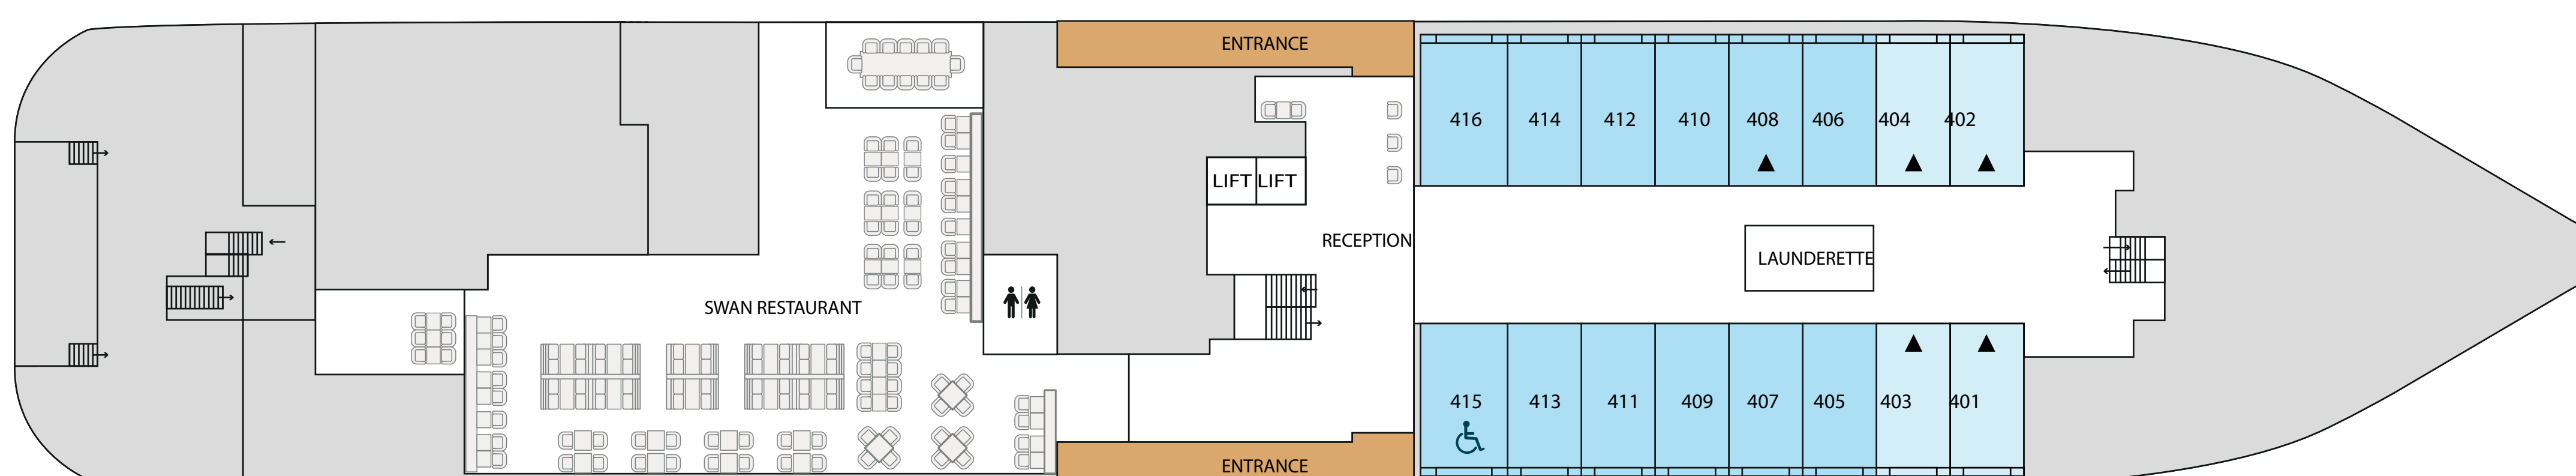 ENTRANCE
416 414 412 410 408 406 404 402
LIFT LIFT
RECEPTION
LAUNDERETTE
SWAN RESTAURANT
415 413 411 409 407 405 403 401
ENTRANCE